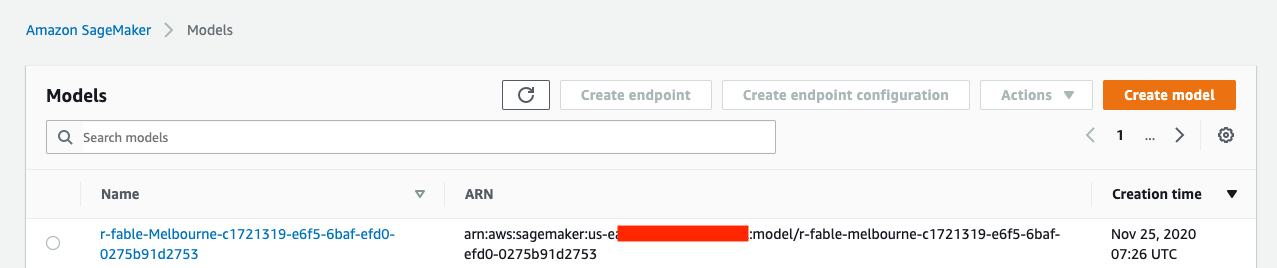 Amazon SageMaker > Models
Models
Create endpoint
Create endpoint configuration
Actions
Create model
Search models
1 ...
Name
ARN
Creation time
r-fable-Melbourne-c1721319-e6f5-6baf-efd0-
0275b91d2753
arn:aws:sagemaker:us-ea :model/r-fable-melbourne-c1721319-e6f5-6baf-
efd0-0275b91d2753
Nov 25, 2020
07:26 UTC